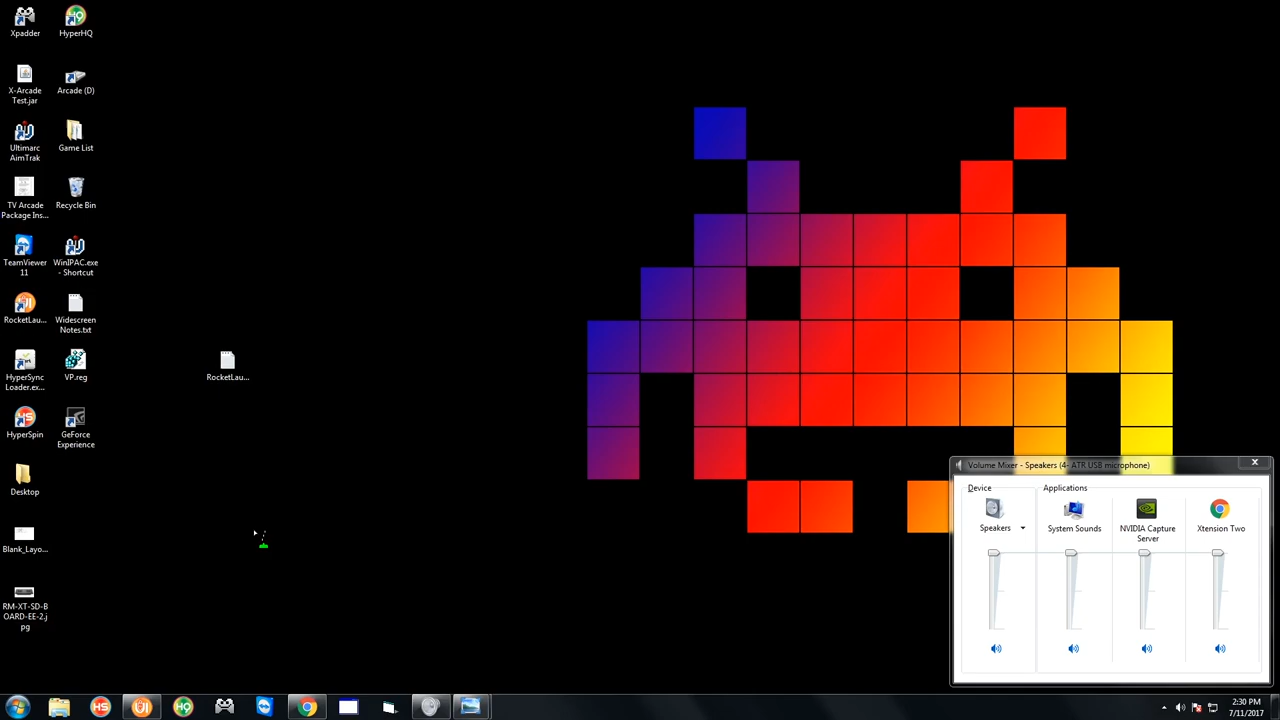 Xpadder
HyperHQ
X-Arcade
Test.jar
Arcade (D)
Ultimarc
AimTrak
Game List
TV Arcade
Package Ins...
Recycle Bin
TeamViewer
11
WinIPAC.exe
- Shortcut
RocketLau...
Widescreen
Notes.txt
HyperSync
Loader.ex...
VP.reg
RocketLau...
HyperSpin
GeForce
Experience
Desktop
Blank_Layo...
RM-XT-SD-B
OARD-EE-2.j
pg
Volume Mixer - Speakers (4- ATR USB microphone)
Device
Applications
Speakers
System Sounds
NVIDIA Capture
Server
Xtension Two
2:30 PM
7/11/2017